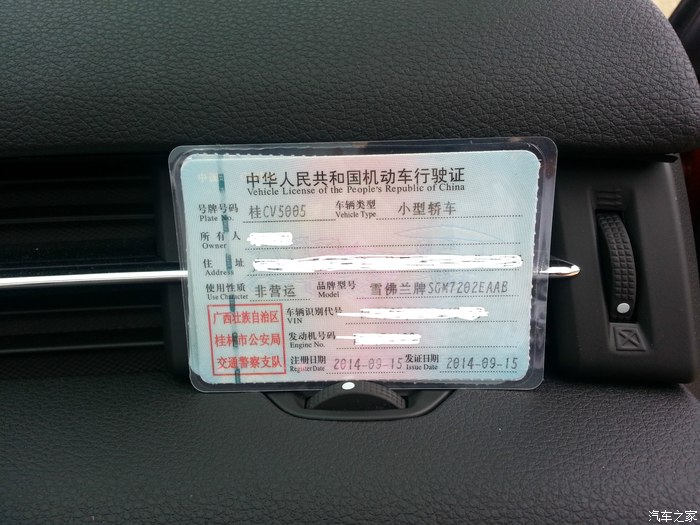 中华人民共和国机动车行驶证
Vehicle License of the People's Republic of China
号牌号码 桂CV5005 车辆类型 小型轿车
Plate No. Vehicle Type
所有人
Owner
住址
Address
使用性质 非营运 品牌型号 雪佛兰牌SGM7202EAAB
Use Character Model
广西壮族自治区 车辆识别代号
VIN
桂林市公安局 发动机号码
Engine No.
交通警察支队 注册日期 2014-09-15 发证日期 2014-09-15
Register Date Issue Date
汽车之家